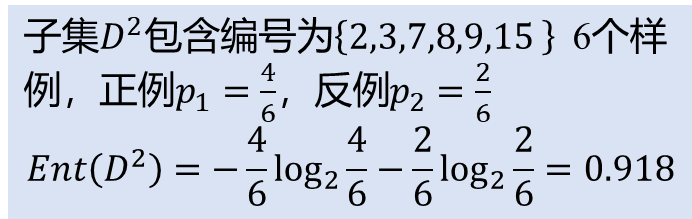 子集D²包含编号为{2,3,7,8,9,15 } 6个样
例，正例p₁ = 4/6，反例p₂ = 2/6
Ent(D²) = −4/6 log₂ 4/6 − 2/6 log₂ 2/6 = 0.918